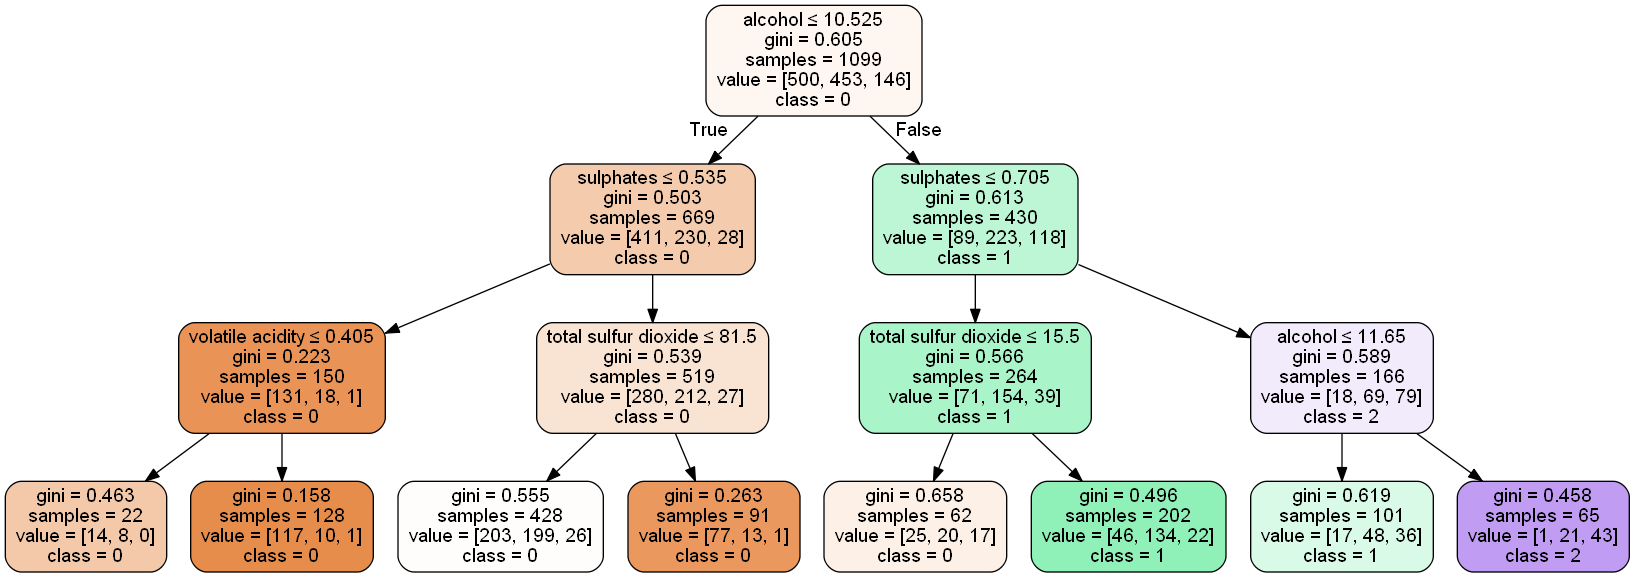 alcohol ≤ 10.525
gini = 0.605
samples = 1099
value = [500, 453, 146]
class = 0
True
False
sulphates ≤ 0.535
gini = 0.503
samples = 669
value = [411, 230, 28]
class = 0
sulphates ≤ 0.705
gini = 0.613
samples = 430
value = [89, 223, 118]
class = 1
volatile acidity ≤ 0.405
gini = 0.223
samples = 150
value = [131, 18, 1]
class = 0
total sulfur dioxide ≤ 81.5
gini = 0.539
samples = 519
value = [280, 212, 27]
class = 0
total sulfur dioxide ≤ 15.5
gini = 0.566
samples = 264
value = [71, 154, 39]
class = 1
alcohol ≤ 11.65
gini = 0.589
samples = 166
value = [18, 69, 79]
class = 2
gini = 0.463
samples = 22
value = [14, 8, 0]
class = 0
gini = 0.158
samples = 128
value = [117, 10, 1]
class = 0
gini = 0.555
samples = 428
value = [203, 199, 26]
class = 0
gini = 0.263
samples = 91
value = [77, 13, 1]
class = 0
gini = 0.658
samples = 62
value = [25, 20, 17]
class = 0
gini = 0.496
samples = 202
value = [46, 134, 22]
class = 1
gini = 0.619
samples = 101
value = [17, 48, 36]
class = 1
gini = 0.458
samples = 65
value = [1, 21, 43]
class = 2